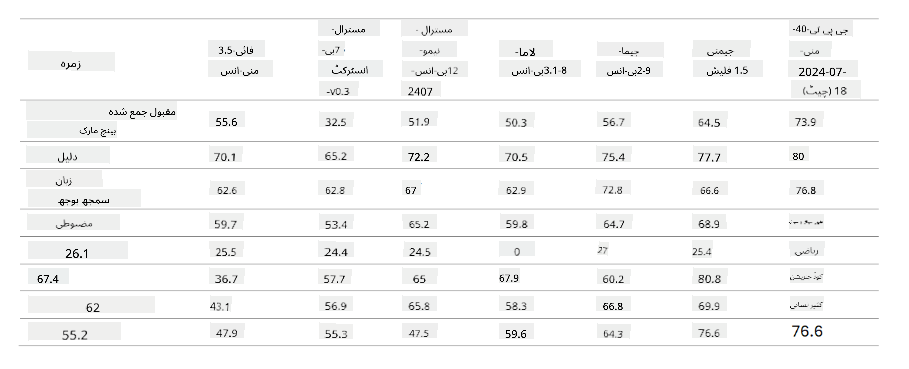 مسٹرال- مسٹرال - جی پی ٹی-4o-
فائی-3.5 7بی- نیمو- لاما- جیما- جیمنی منی-
زمرہ منی-انس انسٹرکٹ 12بی-انس- 3.1-8بی-انس 2-9بی-انس 1.5 فلیش 2024-07-
-v0.3 2407 18 (چیٹ)
مقبول جمع شدہ
بینچ مارک 55.6 32.5 51.9 50.3 56.7 64.5 73.9
دلیل 70.1 65.2 72.2 70.5 75.4 77.7 80
زبان
سمجھ بوجھ 62.6 62.8 67 62.9 72.8 66.6 76.8
مضبوطی 59.7 53.4 65.2 59.8 64.7 68.9
26.1 25.5 24.4 24.5 0 27 25.4 ریاضی
67.4 36.7 57.7 65 67.9 60.2 80.8 کوڈ جنریشن
62 43.1 56.9 65.8 58.3 66.8 69.9 کثیر لسانی
55.2 47.9 55.3 47.5 59.6 64.3 76.6 76.6